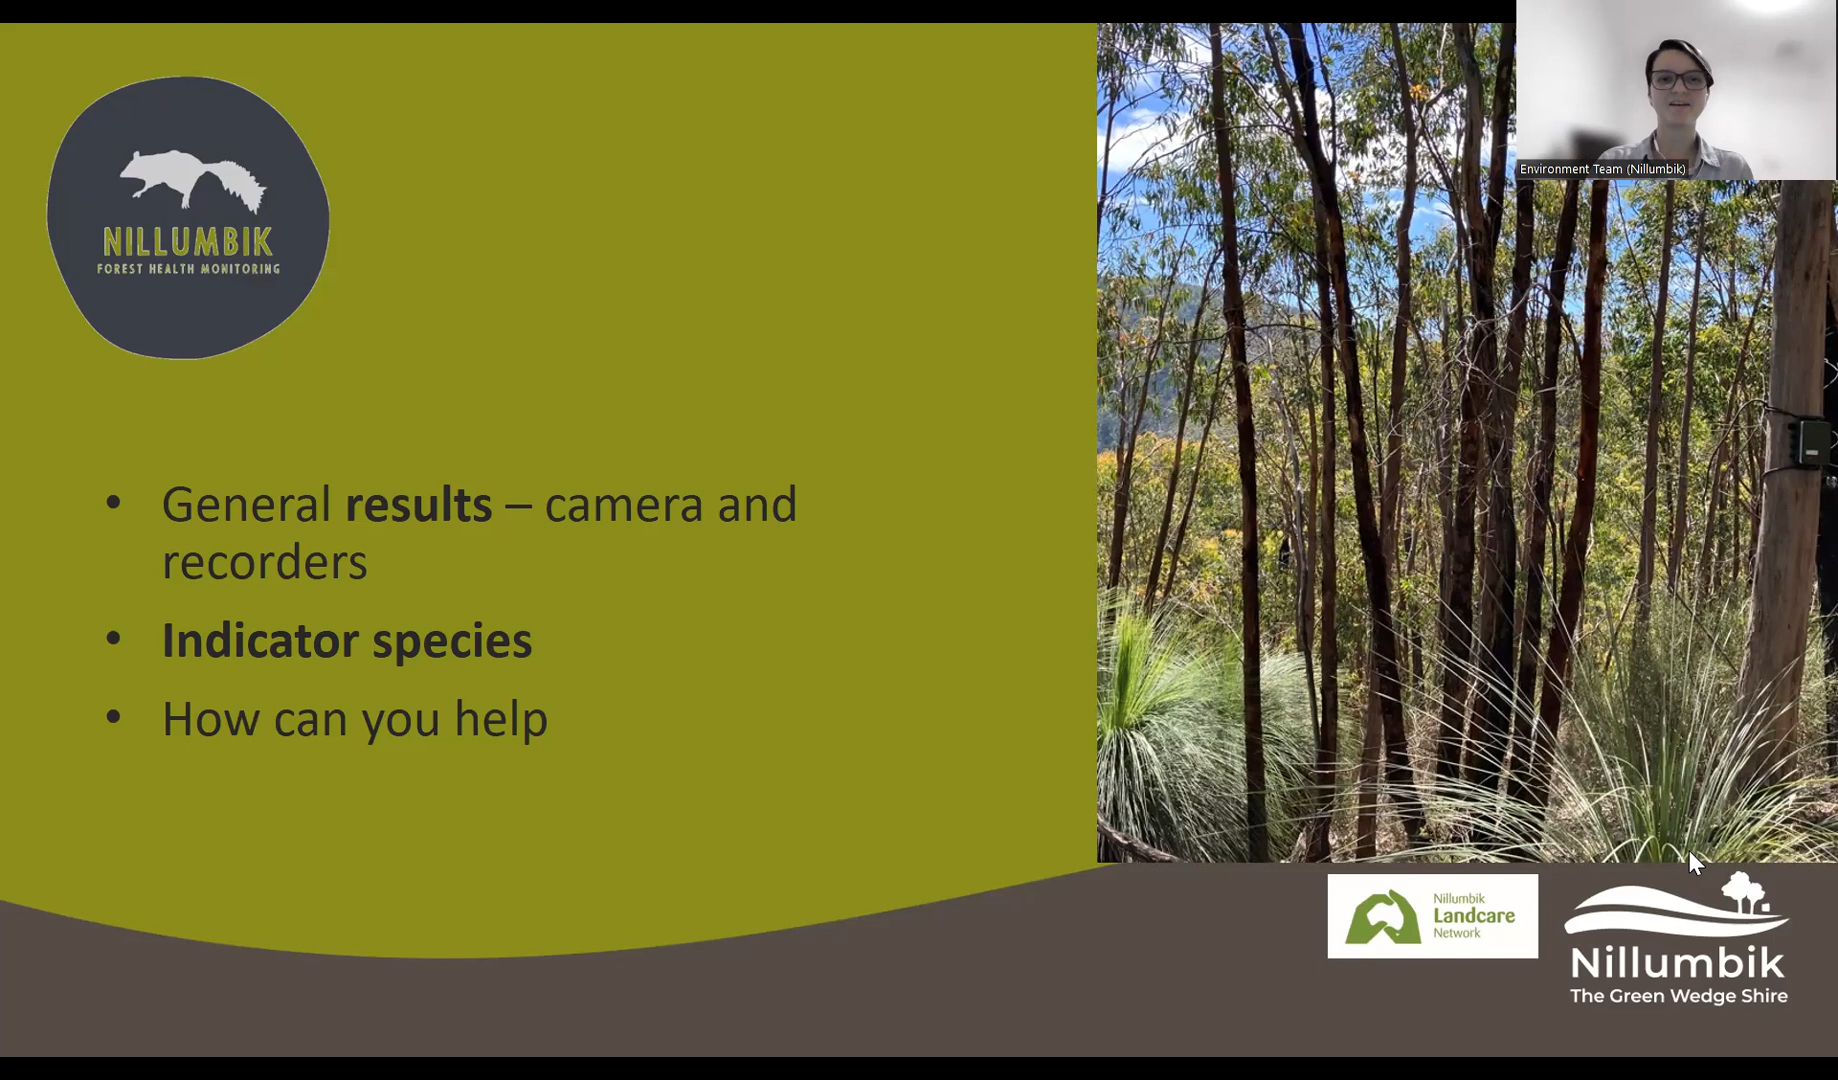 NILLUMBIK
FOREST HEALTH MONITORING
Environment Team (Nillumbik)
• General results – camera and
recorders
• Indicator species
• How can you help
Nillumbik
Landcare
Network
Nillumbik
The Green Wedge Shire